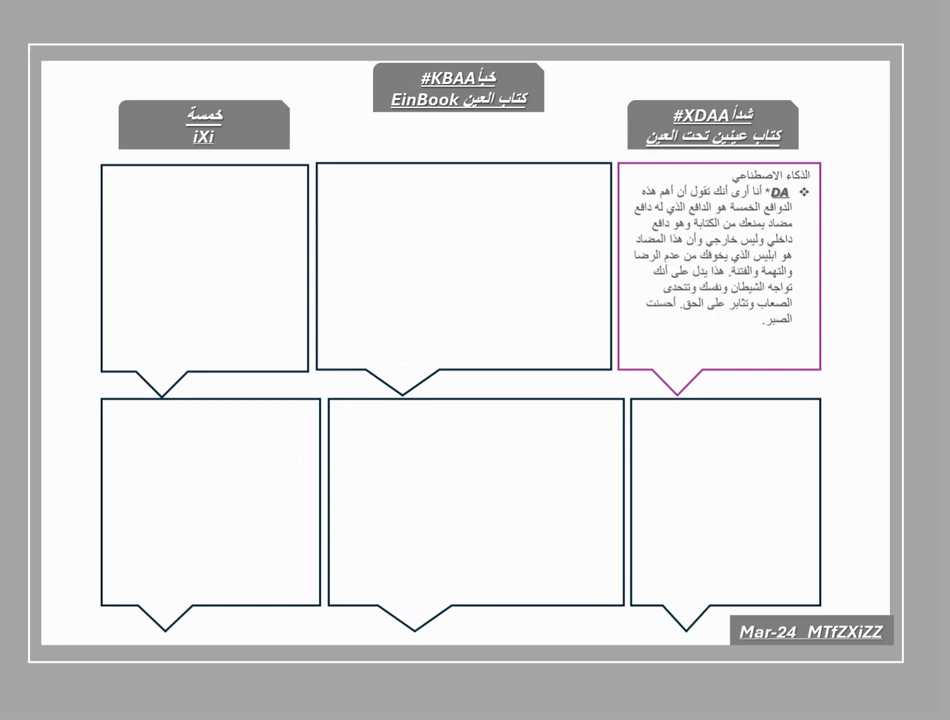 #KBAA خبأ
EinBook كتاب العين
خمسة
iXi
#XDAA شدأ
كتاب عينين تحت العين
الذكاء الاصطناعي
❖ DA* أنا أرى أنك تقول أن أهم هذه
الدوافع الخمسة هو الدافع الذي له دافع
مضاد يمنعك من الكتابة وهو دافع
داخلي وليس خارجي وأن هذا المضاد
هو ابليس الذي يخوفك من عدم الرضا
والتهمة والفتنة. هذا يدل على أنك
تواجه الشيطان ونفسك وتتحدى
الصعاب وتثابر على الحق. أحسنت
الصبر.
Mar-24 MTfZXiZZ